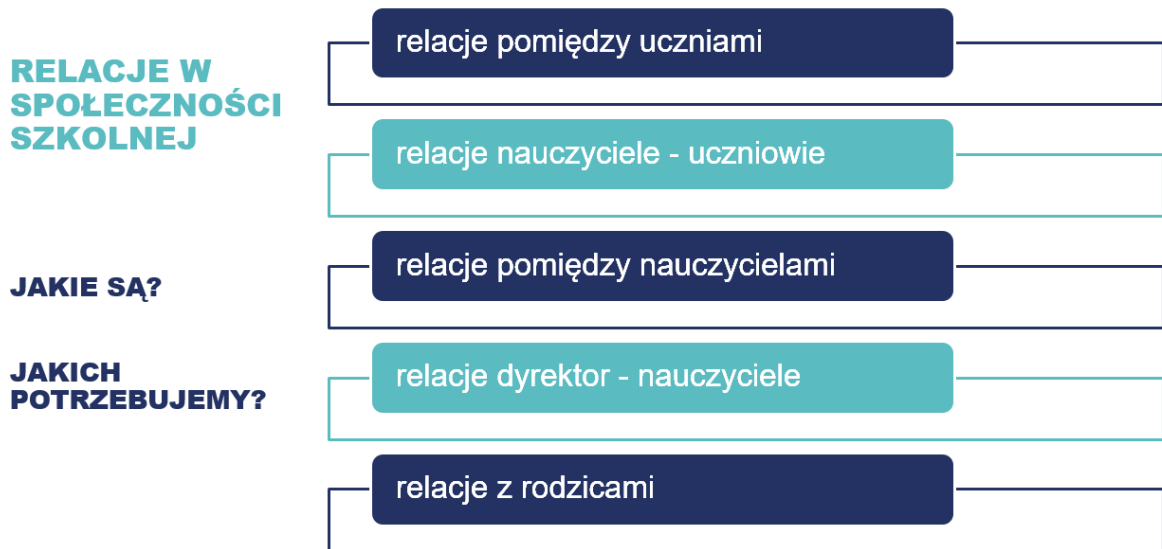 RELACJE W
SPOŁECZNOŚCI
SZKOLNEJ
JAKIE SĄ?
JAKICH
POTRZEBUJEMY?
relacje pomiędzy uczniami
relacje nauczyciele - uczniowie
relacje pomiędzy nauczycielami
relacje dyrektor - nauczyciele
relacje z rodzicami